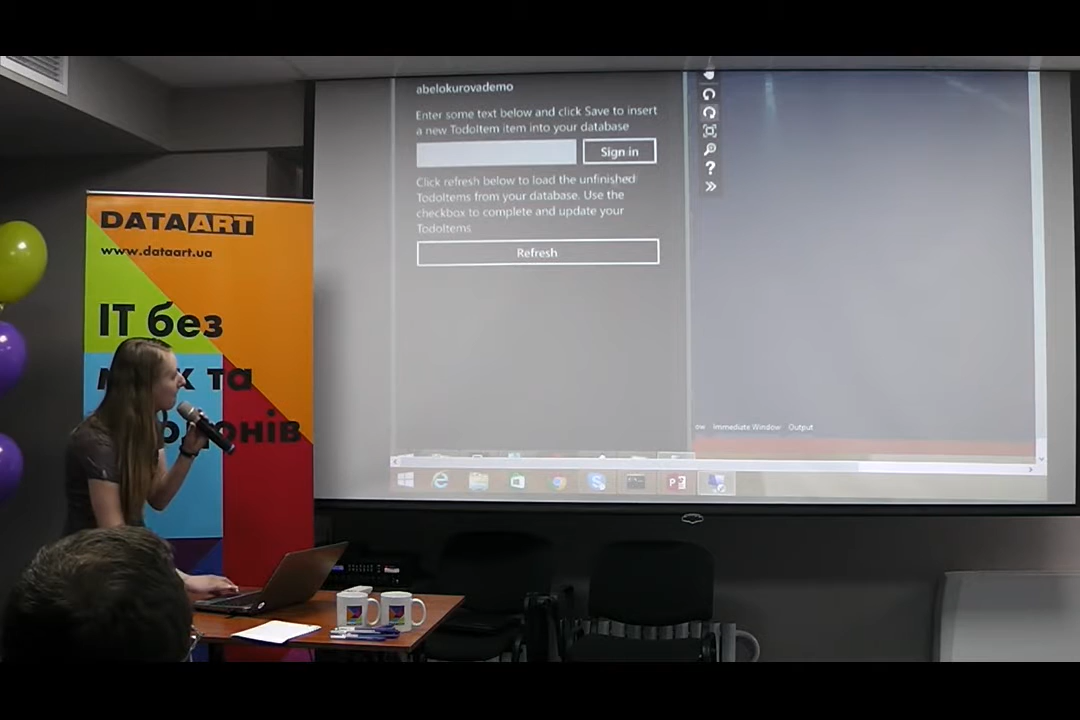 abelokurovademo
Enter some text below and click Save to insert
a new TodoItem item into your database
Sign in
Click refresh below to load the unfinished
TodoItems from your database. Use the
checkbox to complete and update your
TodoItems
Refresh
Immediate Window
Output
DATAART
www.dataart.ua
ІТ без
та